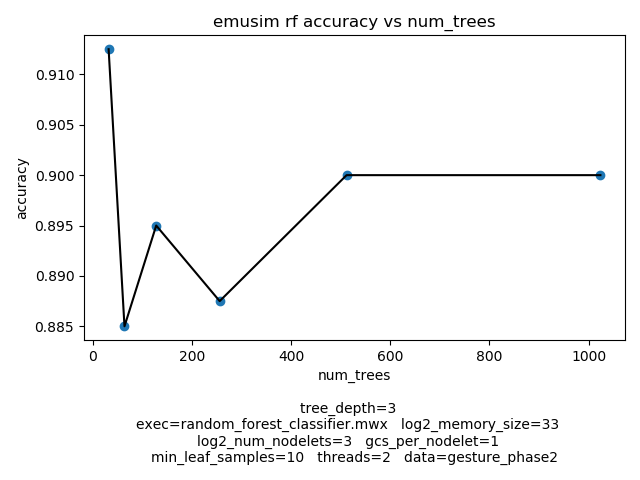 emusim rf accuracy vs num_trees
accuracy
0.910
0.905
0.900
0.895
0.890
0.885
0 200 400 600 800 1000
num_trees
tree_depth=3
exec=random_forest_classifier.mwx log2_memory_size=33
log2_num_nodelets=3 gcs_per_nodelet=1
min_leaf_samples=10 threads=2 data=gesture_phase2